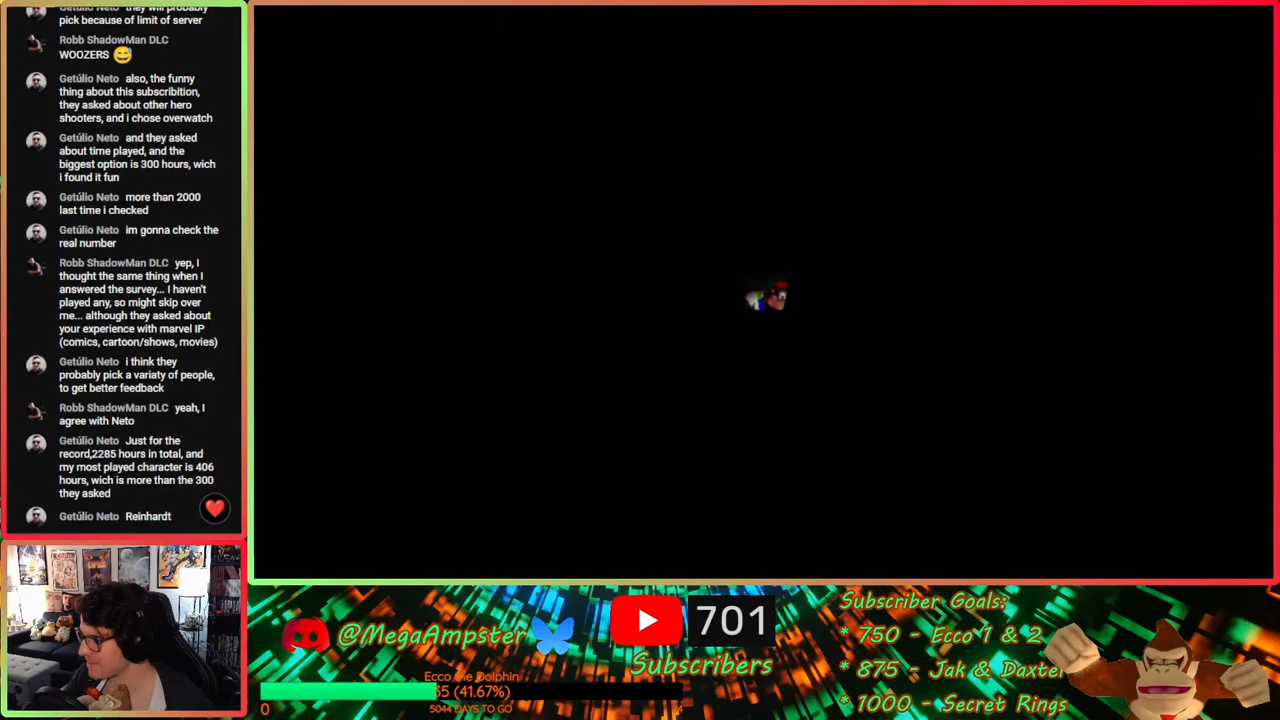 Getúlio Neto they will probably
pick because of limit of server
Robb ShadowMan DLC
WOOZERS
Getúlio Neto also, the funny
thing about this subscribition,
they asked about other hero
shooters, and i chose overwatch
Getúlio Neto and they asked
about time played, and the
biggest option is 300 hours, wich
i found it fun
Getúlio Neto more than 2000
last time i checked
Getúlio Neto im gonna check the
real number
Robb ShadowMan DLC yep, I
thought the same thing when I
answered the survey... I haven't
played any, so might skip over
me... although they asked about
your experience with marvel IP
(comics, cartoon/shows, movies)
Getúlio Neto i think they
probably pick a variaty of people,
to get better feedback
Robb ShadowMan DLC yeah, I
agree with Neto
Getúlio Neto Just for the
record,2285 hours in total, and
my most played character is 406
hours, wich is more than the 300
they asked
Getúlio Neto Reinhardt
@MegaAmpster
701
Subscribers
Ecco the Dolphin
35 (41.67%)
0
5044 DAYS TO GO
Subscriber Goals:
* 750 - Ecco 1 & 2
* 875 - Jak & Daxter
* 1000 - Secret Rings